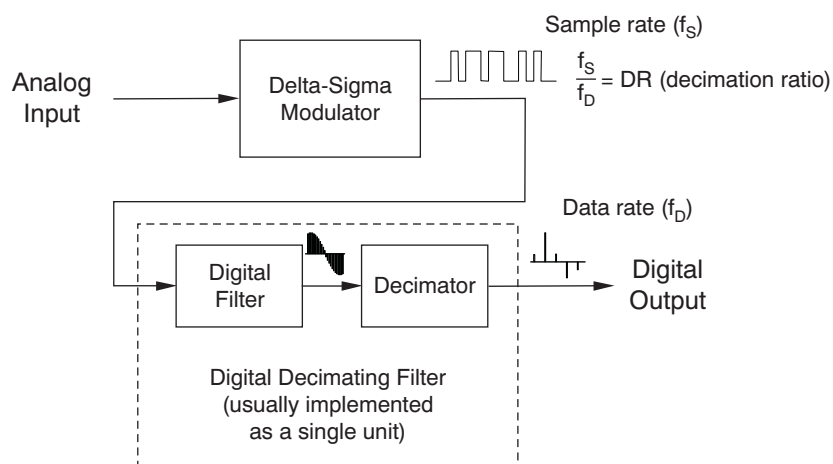 Sample rate (fS)
Analog
Input
Delta-Sigma
Modulator
fS
fD
= DR (decimation ratio)
Data rate (fD)
Digital
Filter
Decimator
Digital
Output
Digital Decimating Filter
(usually implemented
as a single unit)